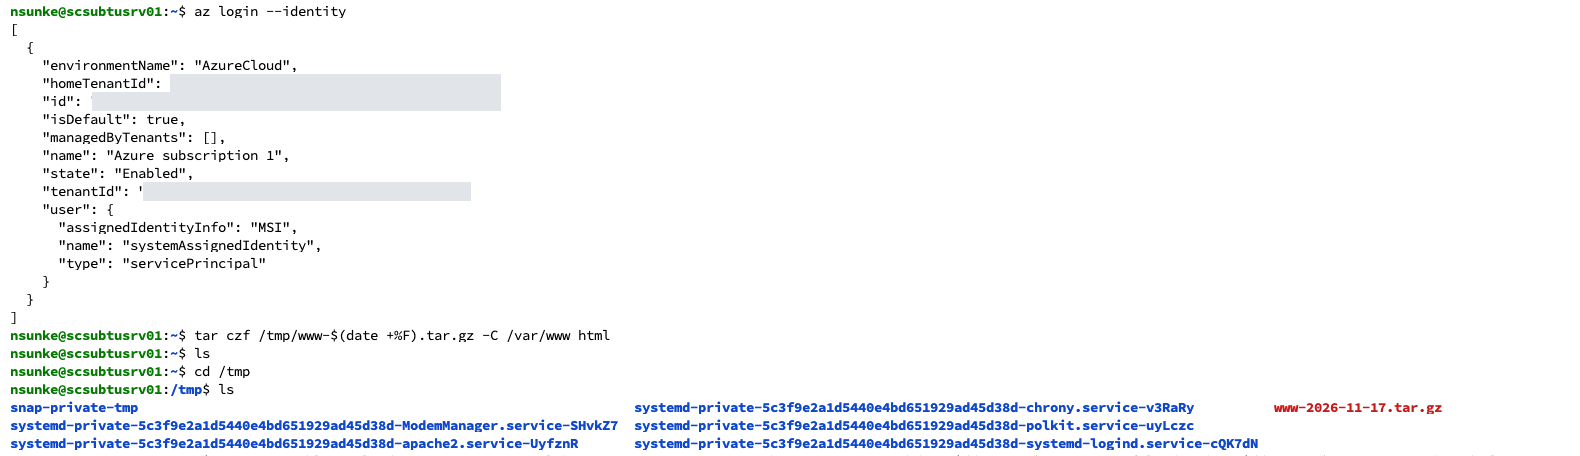 nsunke@scsubtusrv01:~$ az login --identity
[
  {
    "environmentName": "AzureCloud",
    "homeTenantId":
    "id":
    "isDefault": true,
    "managedByTenants": [],
    "name": "Azure subscription 1",
    "state": "Enabled",
    "tenantId": "
    "user": {
      "assignedIdentityInfo": "MSI",
      "name": "systemAssignedIdentity",
      "type": "servicePrincipal"
    }
  }
]
nsunke@scsubtusrv01:~$ tar czf /tmp/www-$(date +%F).tar.gz -C /var/www html
nsunke@scsubtusrv01:~$ ls
nsunke@scsubtusrv01:~$ cd /tmp
nsunke@scsubtusrv01:/tmp$ ls
snap-private-tmp systemd-private-5c3f9e2a1d5440e4bd651929ad45d38d-chrony.service-v3RaRy www-2026-11-17.tar.gz
systemd-private-5c3f9e2a1d5440e4bd651929ad45d38d-ModemManager.service-SHvkZ7 systemd-private-5c3f9e2a1d5440e4bd651929ad45d38d-polkit.service-uyLczc
systemd-private-5c3f9e2a1d5440e4bd651929ad45d38d-apache2.service-UyfznR systemd-private-5c3f9e2a1d5440e4bd651929ad45d38d-systemd-logind.service-cQK7dN